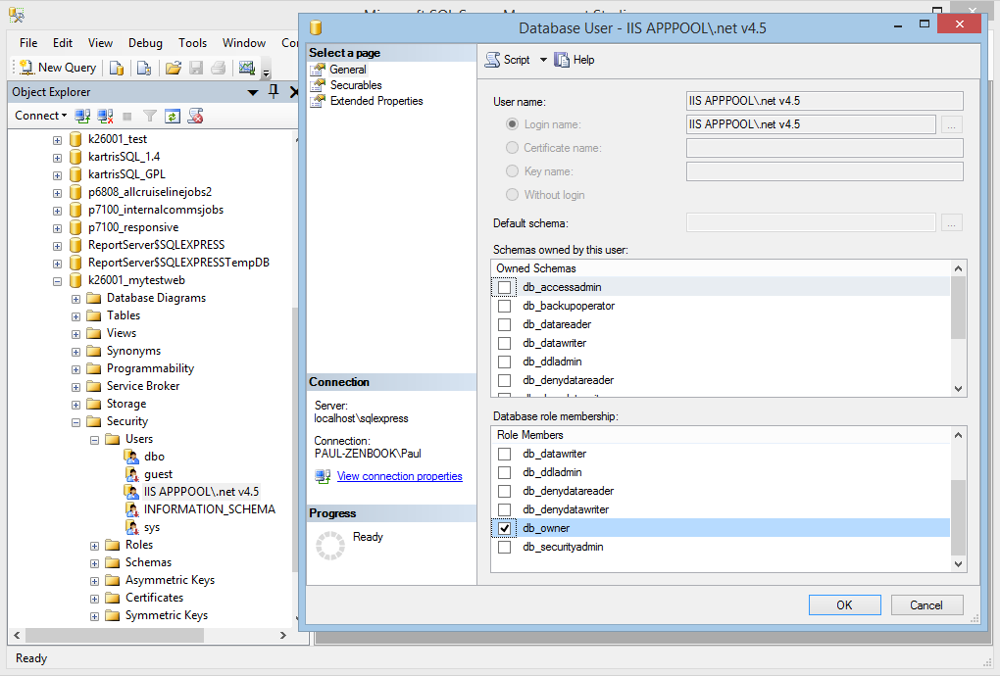 Database User - IIS APPPOOL\.net v4.5
File Edit View Debug Tools Window
New Query
Object Explorer
Connect
k26001_test
kartrisSQL_1.4
kartrisSQL_GPL
p6808_allcruiselinejobs2
p7100_internalcommsjobs
p7100_responsive
ReportServer$SQLEXPRESS
ReportServer$SQLEXPRESSTempDB
k26001_mytestweb
Database Diagrams
Tables
Views
Synonyms
Programmability
Service Broker
Storage
Security
Users
dbo
guest
IIS APPPOOL\.net v4.5
INFORMATION_SCHEMA
sys
Roles
Schemas
Asymmetric Keys
Certificates
Symmetric Keys
Ready
Select a page
General
Securables
Extended Properties
Connection
Server:
localhost\sqlexpress
Connection:
PAUL-ZENBOOK\Paul
View connection properties
Progress
Ready
Script Help
User name: IIS APPPOOL\.net v4.5
Login name: IIS APPPOOL\.net v4.5 ...
Certificate name:
Key name:
Without login
Default schema: ...
Schemas owned by this user:
Owned Schemas
db_accessadmin
db_backupoperator
db_datareader
db_datawriter
db_ddladmin
db_denydatareader
Database role membership:
Role Members
db_datawriter
db_ddladmin
db_denydatareader
db_denydatawriter
db_owner
db_securityadmin
OK Cancel